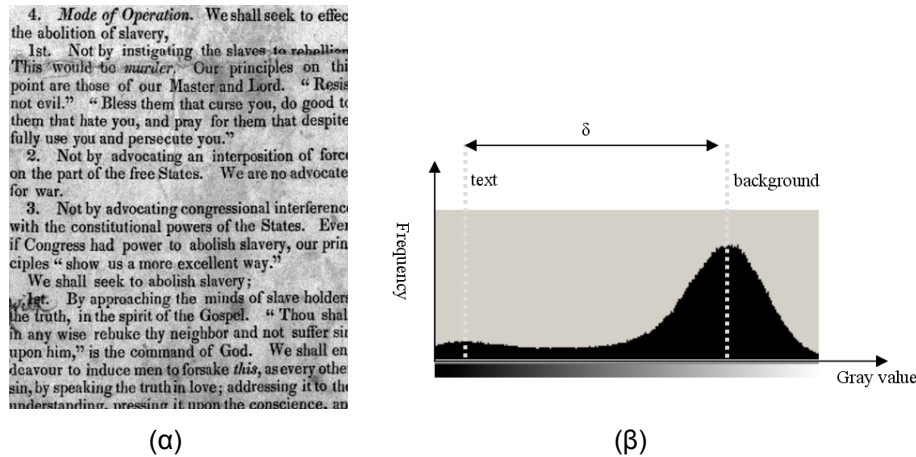 4. Mode of Operation. We shall seek to effec
the abolition of slavery,
1st. Not by instigating the slaves to rebellion
This would be murder. Our principles on thi
point are those of our Master and Lord. “ Resis
not evil.” “ Bless them that curse you, do good to
them that hate you, and pray for them that despite
fully use you and persecute you.”
2. Not by advocating an interposition of force
on the part of the free States. We are no advocate
for war.
3. Not by advocating congressional interference
with the constitutional powers of the States. Ever
if Congress had power to abolish slavery, our prin
ciples “ show us a more excellent way.”
We shall seek to abolish slavery;
1st. By approaching the minds of slave holders
the truth, in the spirit of the Gospel. “ Thou shal
in any wise rebuke thy neighbor and not suffer sin
upon him,” is the command of God. We shall en
deavour to induce men to forsake this, as every othe
sin, by speaking the truth in love; addressing it to the
understanding, pressing it upon the conscience, an
(α)
δ
text
background
Frequency
Gray value
(β)